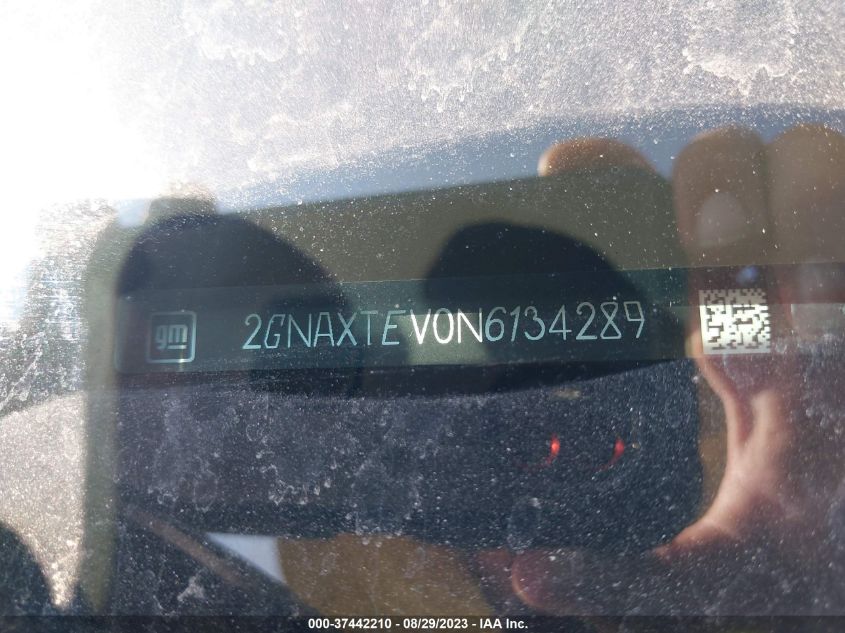 gm 2GNAXTEV0N6134289
000-37442210 - 08/29/2023 - IAA Inc.